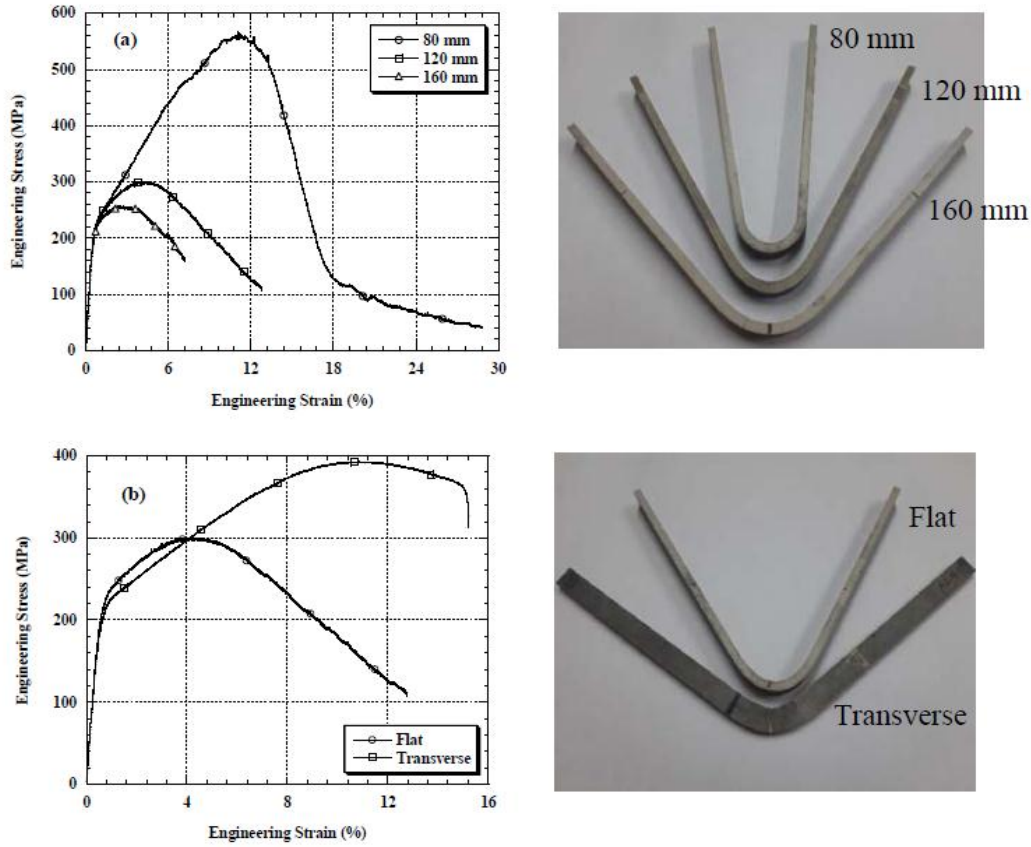 (a)
80 mm
120 mm
160 mm
Engineering Stress (MPa)
600
500
400
300
200
100
0
0 6 12 18 24 30
Engineering Strain (%)
80 mm
120 mm
160 mm
(b)
Flat
Transverse
Engineering Stress (MPa)
400
300
200
100
0
0 4 8 12 16
Engineering Strain (%)
Flat
Transverse